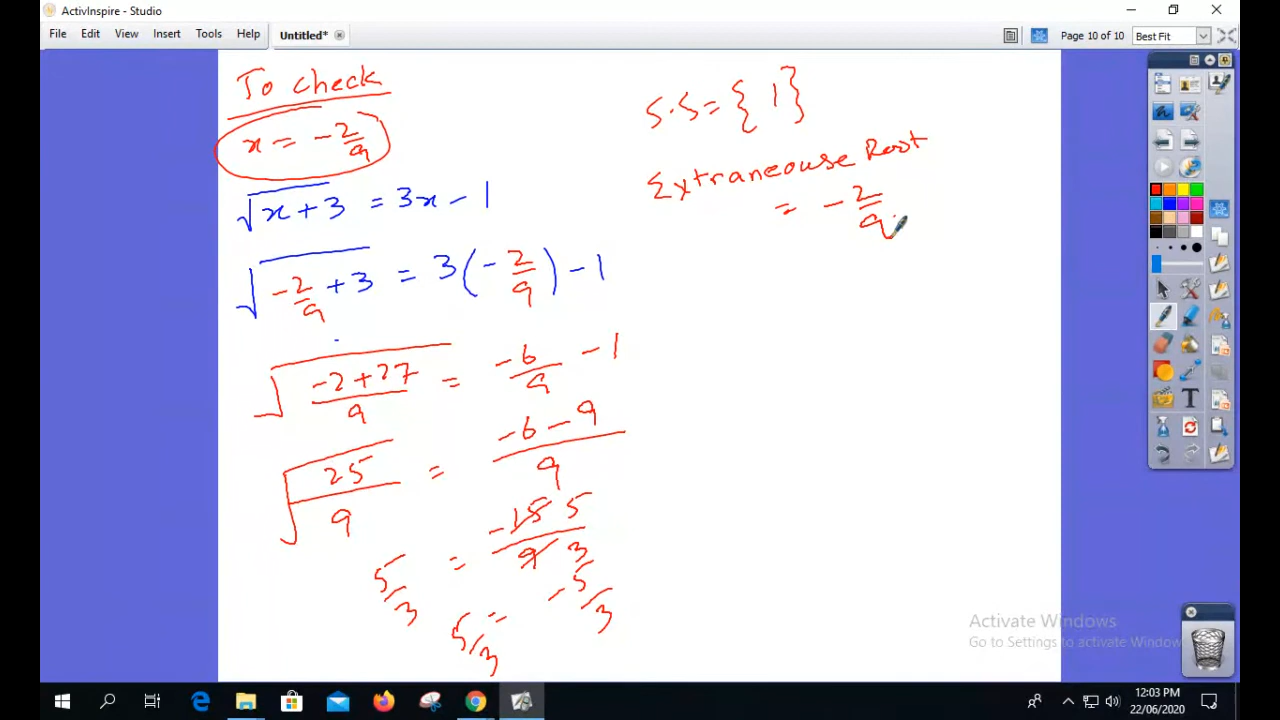 ActivInspire - Studio
File Edit View Insert Tools Help Untitled* Page 10 of 10 Best Fit
To check
x = -2/9
√x+3 = 3x-1
√-2/9+3 = 3(-2/9)-1
√(-2+27)/9 = -6/9 -1
√25/9 = (-6-9)/9
5/3 = -15 5/9 3
5/3 = -5/3
S.S = { 1 }
Extraneouse Root
= -2/9.
Activate Windows
Go to Settings to activate Window
12:03 PM
22/06/2020